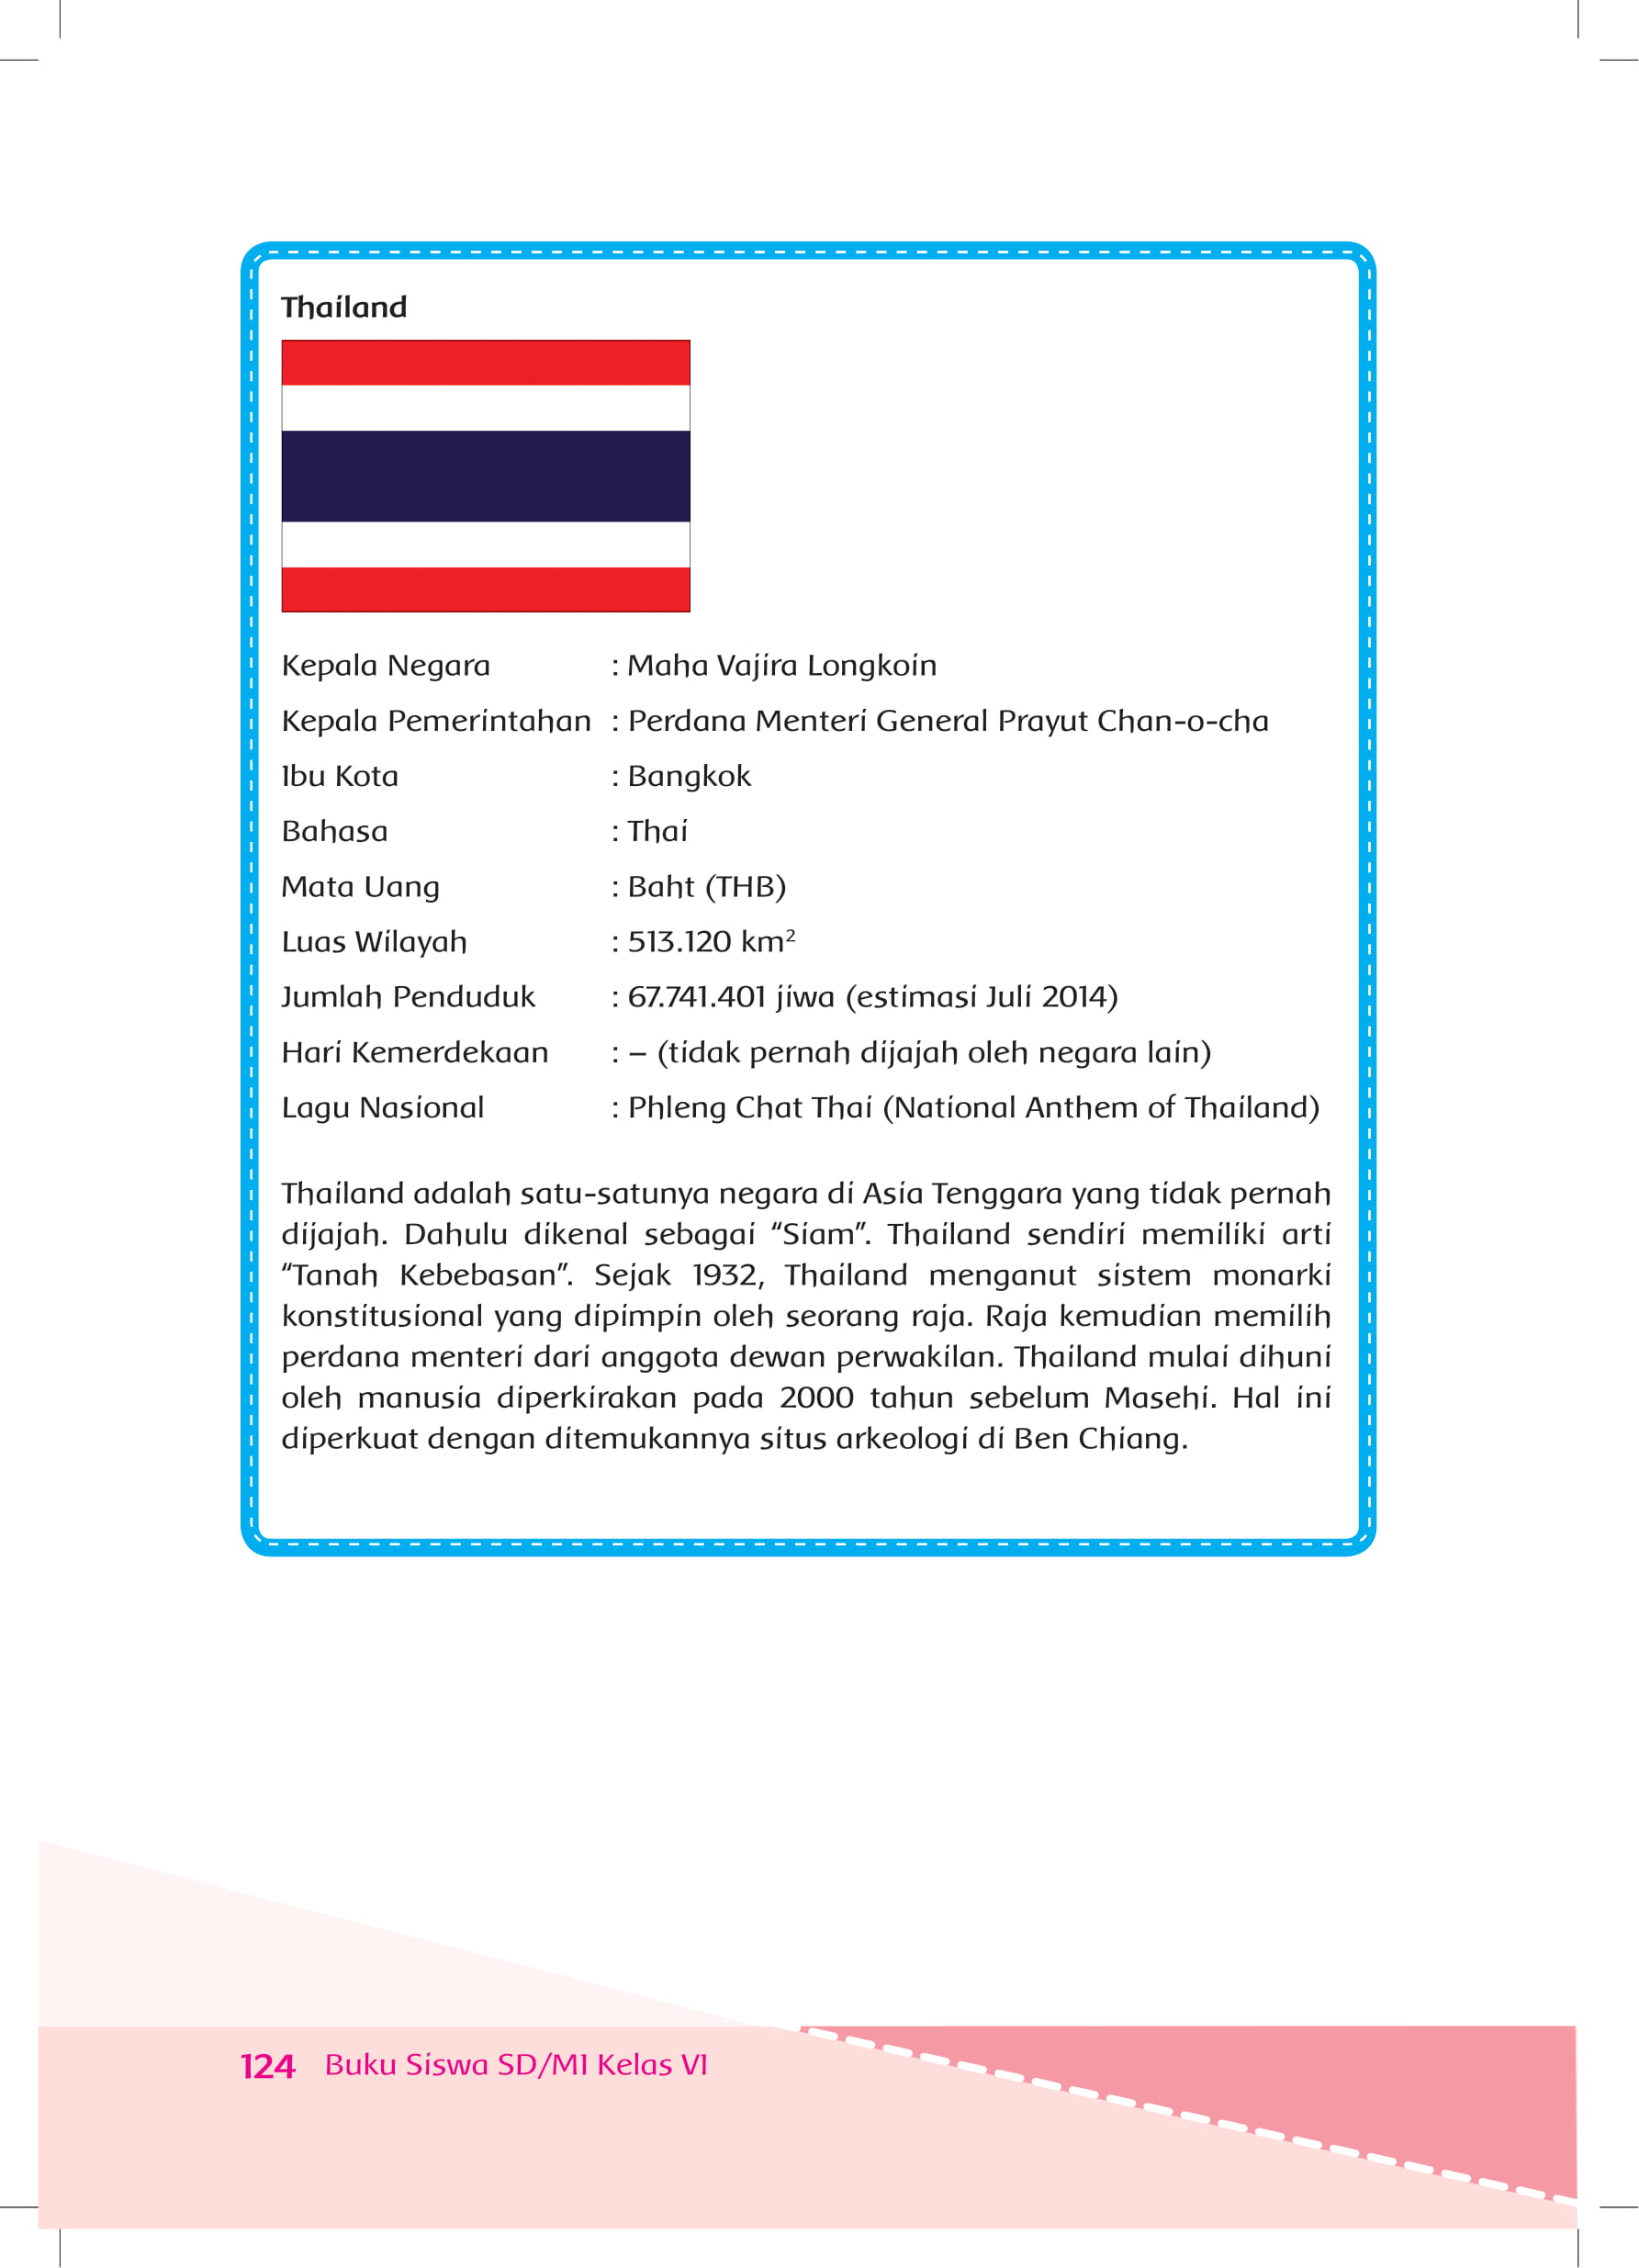 Thailand
Kepala Negara : Maha Vajira Longkoin
Kepala Pemerintahan : Perdana Menteri General Prayut Chan-o-cha
Ibu Kota : Bangkok
Bahasa : Thai
Mata Uang : Baht (THB)
Luas Wilayah : 513.120 km²
Jumlah Penduduk : 67.741.401 jiwa (estimasi Juli 2014)
Hari Kemerdekaan : – (tidak pernah dijajah oleh negara lain)
Lagu Nasional : Phleng Chat Thai (National Anthem of Thailand)
Thailand adalah satu-satunya negara di Asia Tenggara yang tidak pernah
dijajah. Dahulu dikenal sebagai “Siam”. Thailand sendiri memiliki arti
“Tanah Kebebasan”. Sejak 1932, Thailand menganut sistem monarki
konstitusional yang dipimpin oleh seorang raja. Raja kemudian memilih
perdana menteri dari anggota dewan perwakilan. Thailand mulai dihuni
oleh manusia diperkirakan pada 2000 tahun sebelum Masehi. Hal ini
diperkuat dengan ditemukannya situs arkeologi di Ben Chiang.
124 Buku Siswa SD/MI Kelas VI